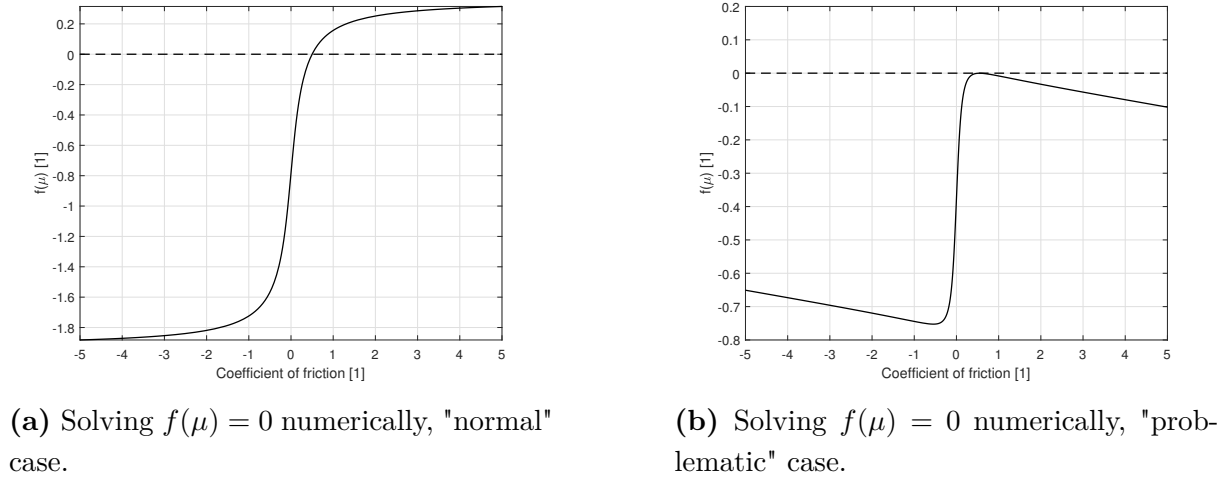 0.2
0
-0.2
-0.4
-0.6
-0.8
-1
-1.2
-1.4
-1.6
-1.8
f(μ) [1]
-5 -4 -3 -2 -1 0 1 2 3 4 5
Coefficient of friction [1]
(a) Solving f(μ) = 0 numerically, "normal"
case.
0.2
0.1
0
-0.1
-0.2
-0.3
-0.4
-0.5
-0.6
-0.7
-0.8
f(μ) [1]
-5 -4 -3 -2 -1 0 1 2 3 4 5
Coefficient of friction [1]
(b) Solving f(μ) = 0 numerically, "prob-
lematic" case.